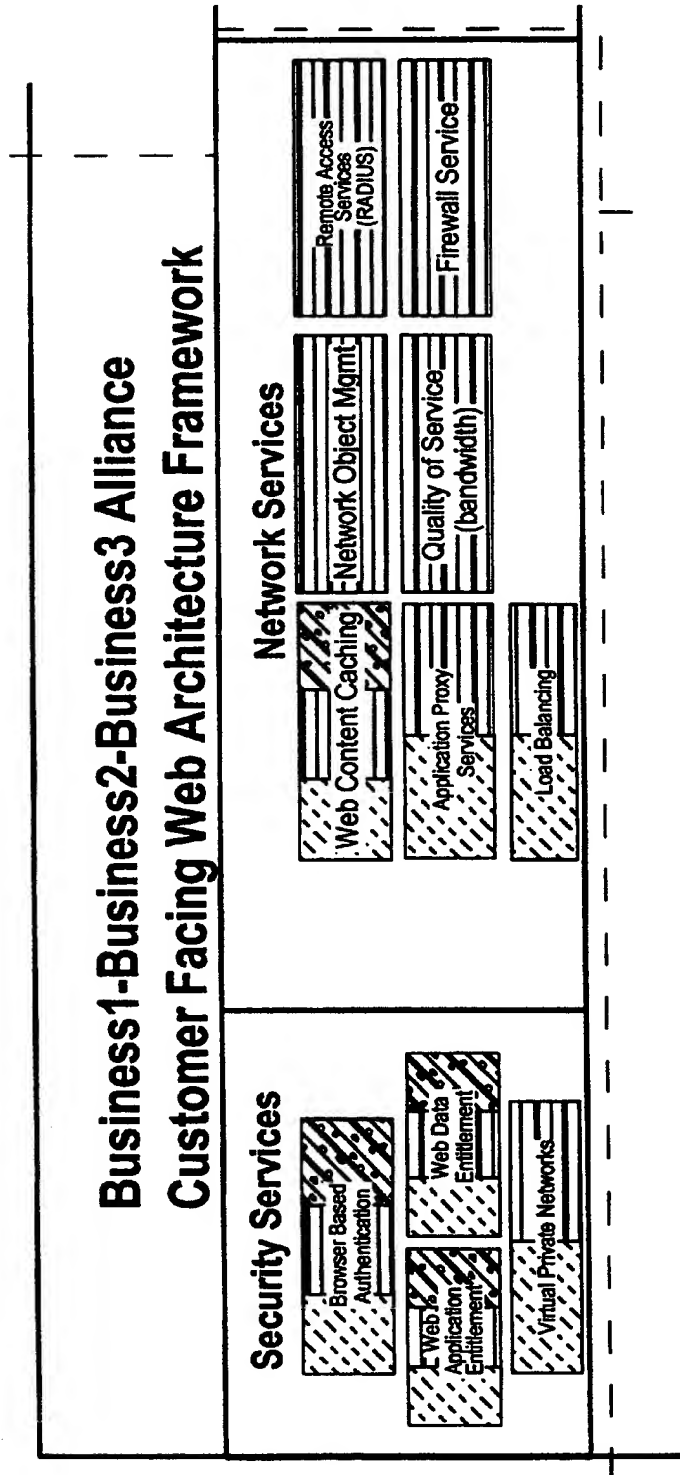 Business1-Business2-Business3 Alliance
Customer Facing Web Architecture Framework
Security Services
Browser Based
Authentication
Web
Application
Entitlement
Web Data
Entitlement
Virtual Private Networks
Network Services
Web Content Caching
Network Object Mgmt
Remote Access
Services
(RADIUS)
Application Proxy
Services
Quality of Service
(bandwidth)
Firewall Service
Load Balancing